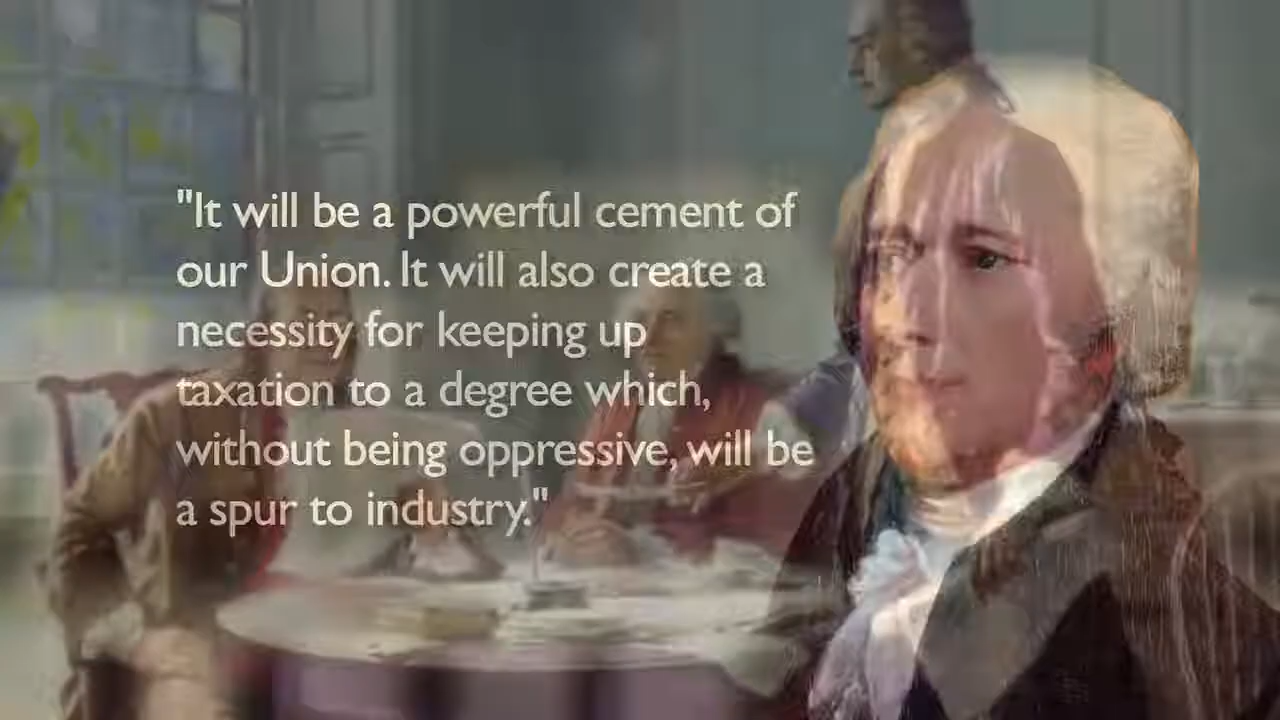 "It will be a powerful cement of
our Union. It will also create a
necessity for keeping up
taxation to a degree which,
without being oppressive, will be
a spur to industry."